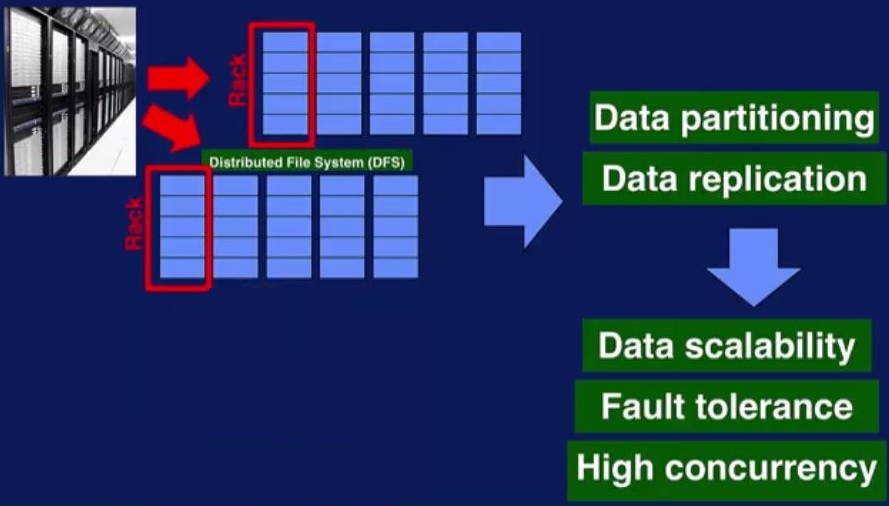 Rack
Distributed File System (DFS)
Rack
Data partitioning
Data replication
Data scalability
Fault tolerance
High concurrency